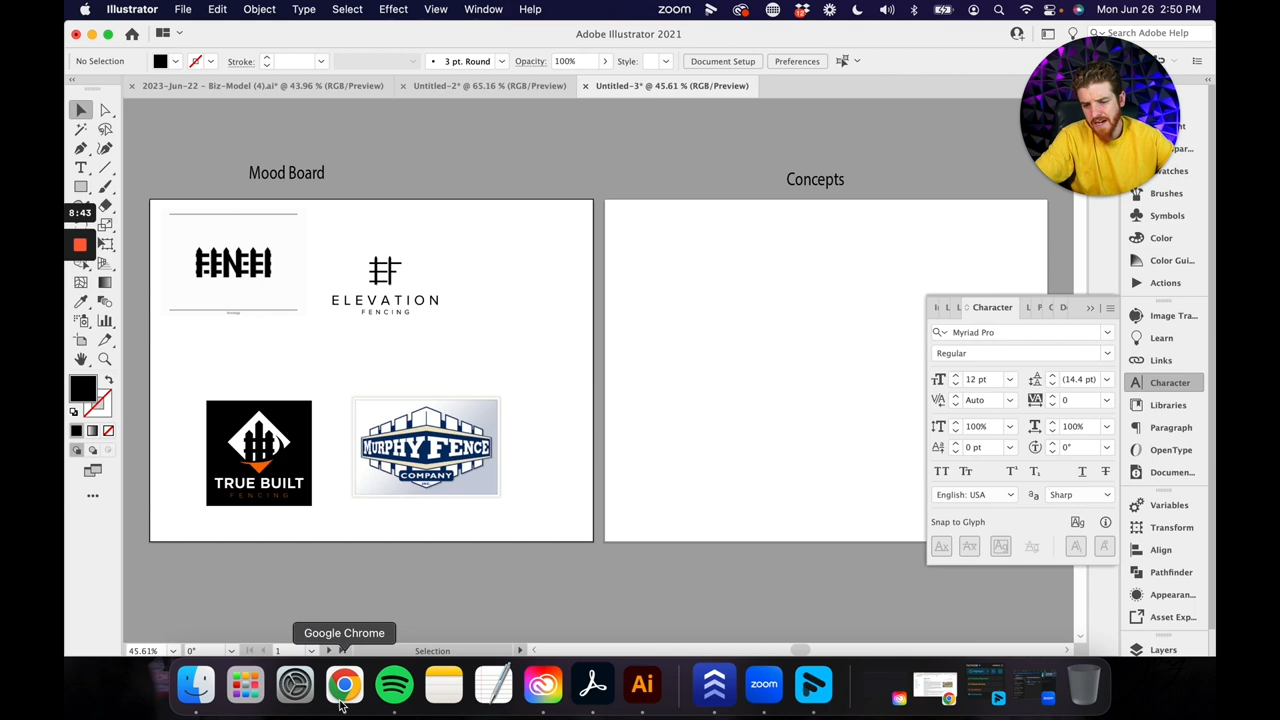 Illustrator File Edit Object Type Select Effect View Window Help zoom Mon Jun 26 2:50 PM
Adobe Illustrator 2021
Search Adobe Help
No Selection Stroke: 3 pt. Round Opacity: 100% Style: Document Setup Preferences
2023-Jun-22 – Biz-Model (4).ai* @ 43.96 % (RGB/Preview) Untitled-2* @ 65.16 % (RGB/Preview) Untitled-3* @ 45.61 % (RGB/Preview)
Mood Board
Concepts
8:43
FENCE
ELEVATION
FENCING
TRUE BUILT
FENCING
MURPHY FENCE
COMPANY
Character
Myriad Pro
Regular
12 pt (14.4 pt)
Auto 0
100% 100%
0 pt 0°
English: USA Sharp
Snap to Glyph
Brushes
Symbols
Color
Color Gui...
Actions
Image Tra...
Learn
Links
Character
Libraries
Paragraph
OpenType
Documen...
Variables
Transform
Align
Pathfinder
Appearan...
Asset Exp...
Layers
45.61% 0° 1 Selection
Google Chrome
Ai zoom